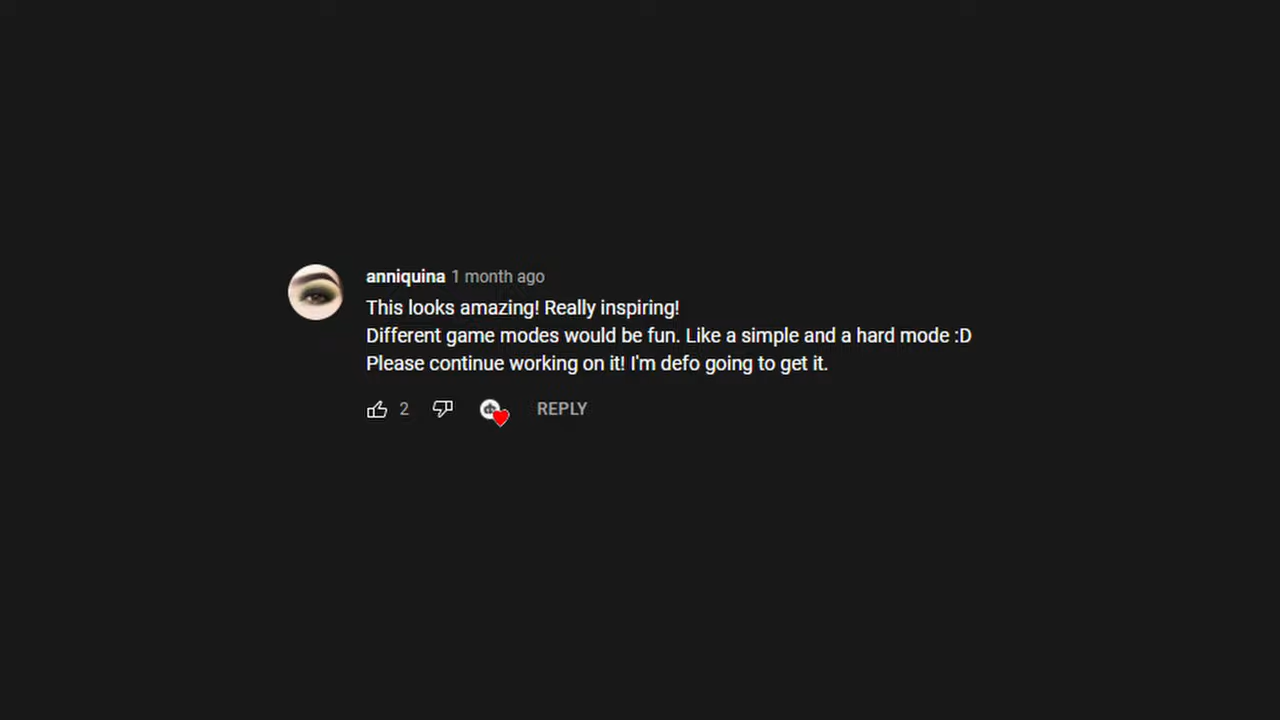 anniquina 1 month ago
This looks amazing! Really inspiring!
Different game modes would be fun. Like a simple and a hard mode :D
Please continue working on it! I'm defo going to get it.
2 REPLY